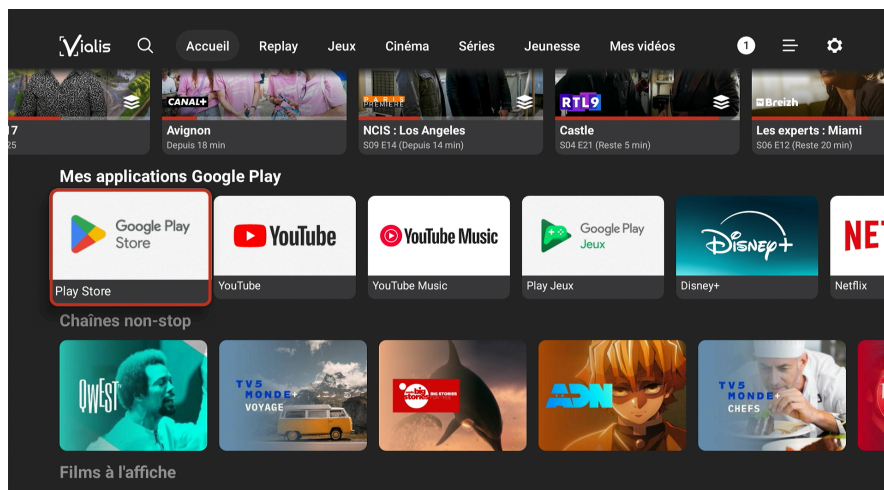 Vialis
Accueil
Replay
Jeux
Cinéma
Séries
Jeunesse
Mes vidéos
1
CANAL+
PARIS
PREMIÈRE
RTL9
Breizh
17
25
Avignon
Depuis 18 min
NCIS : Los Angeles
S09 E14 (Depuis 14 min)
Castle
S04 E21 (Reste 5 min)
Les experts : Miami
S06 E12 (Reste 20 min)
Mes applications Google Play
Google Play
Store
Play Store
YouTube
YouTube
YouTube Music
YouTube Music
Google Play
Jeux
Play Jeux
Disney+
Disney+
NET
Netflix
Chaînes non-stop
QWEST
TV5
MONDE+
VOYAGE
big
stories
BIG STORIES
ADN
TV5
MONDE+
CHEFS
Films à l'affiche